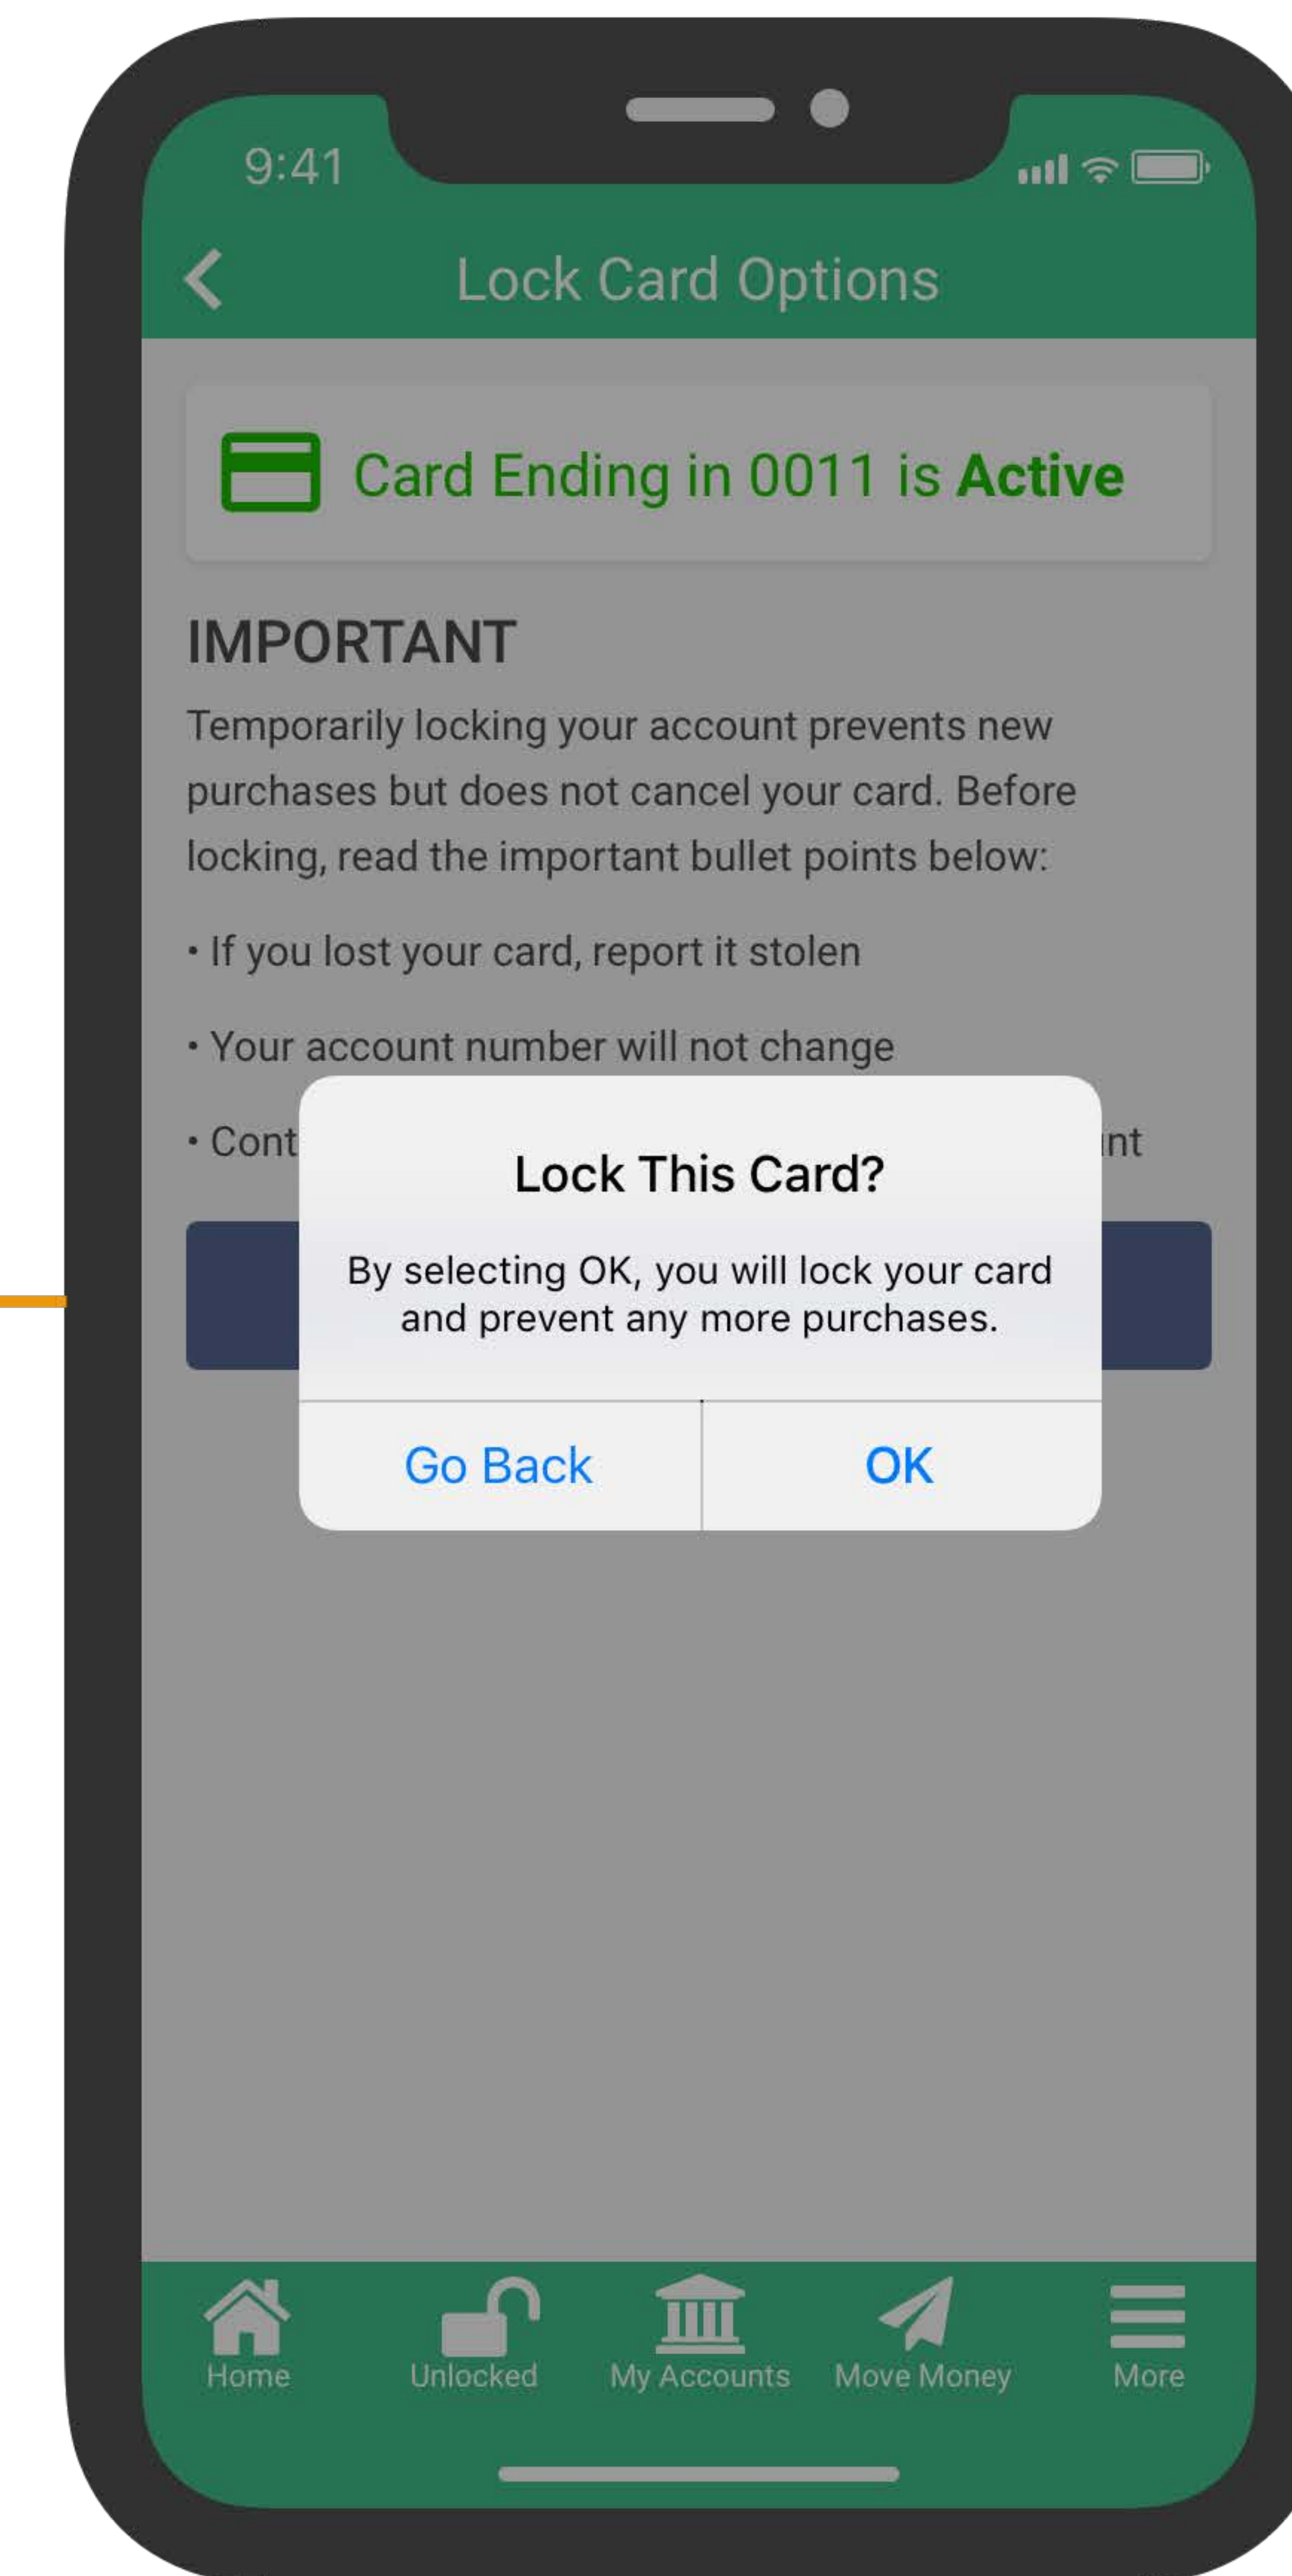 9:41
Lock Card Options
Card Ending in 0011 is Active
IMPORTANT
Temporarily locking your account prevents new
purchases but does not cancel your card. Before
locking, read the important bullet points below:
• If you lost your card, report it stolen
• Your account number will not change
Lock This Card?
By selecting OK, you will lock your card
and prevent any more purchases.
Go Back OK
Home Unlocked My Accounts Move Money More